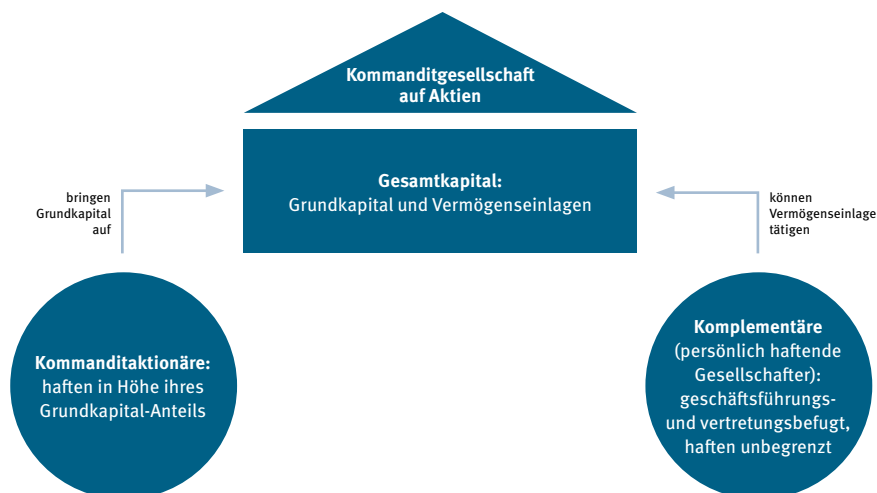 Kommanditgesellschaft
auf Aktien
Gesamtkapital:
Grundkapital und Vermögenseinlagen
bringen
Grundkapital
auf
können
Vermögenseinlage
tätigen
Kommanditaktionäre:
haften in Höhe ihres
Grundkapital-Anteils
Komplementäre
(persönlich haftende
Gesellschafter):
geschäftsführungs-
und vertretungsbefugt,
haften unbegrenzt